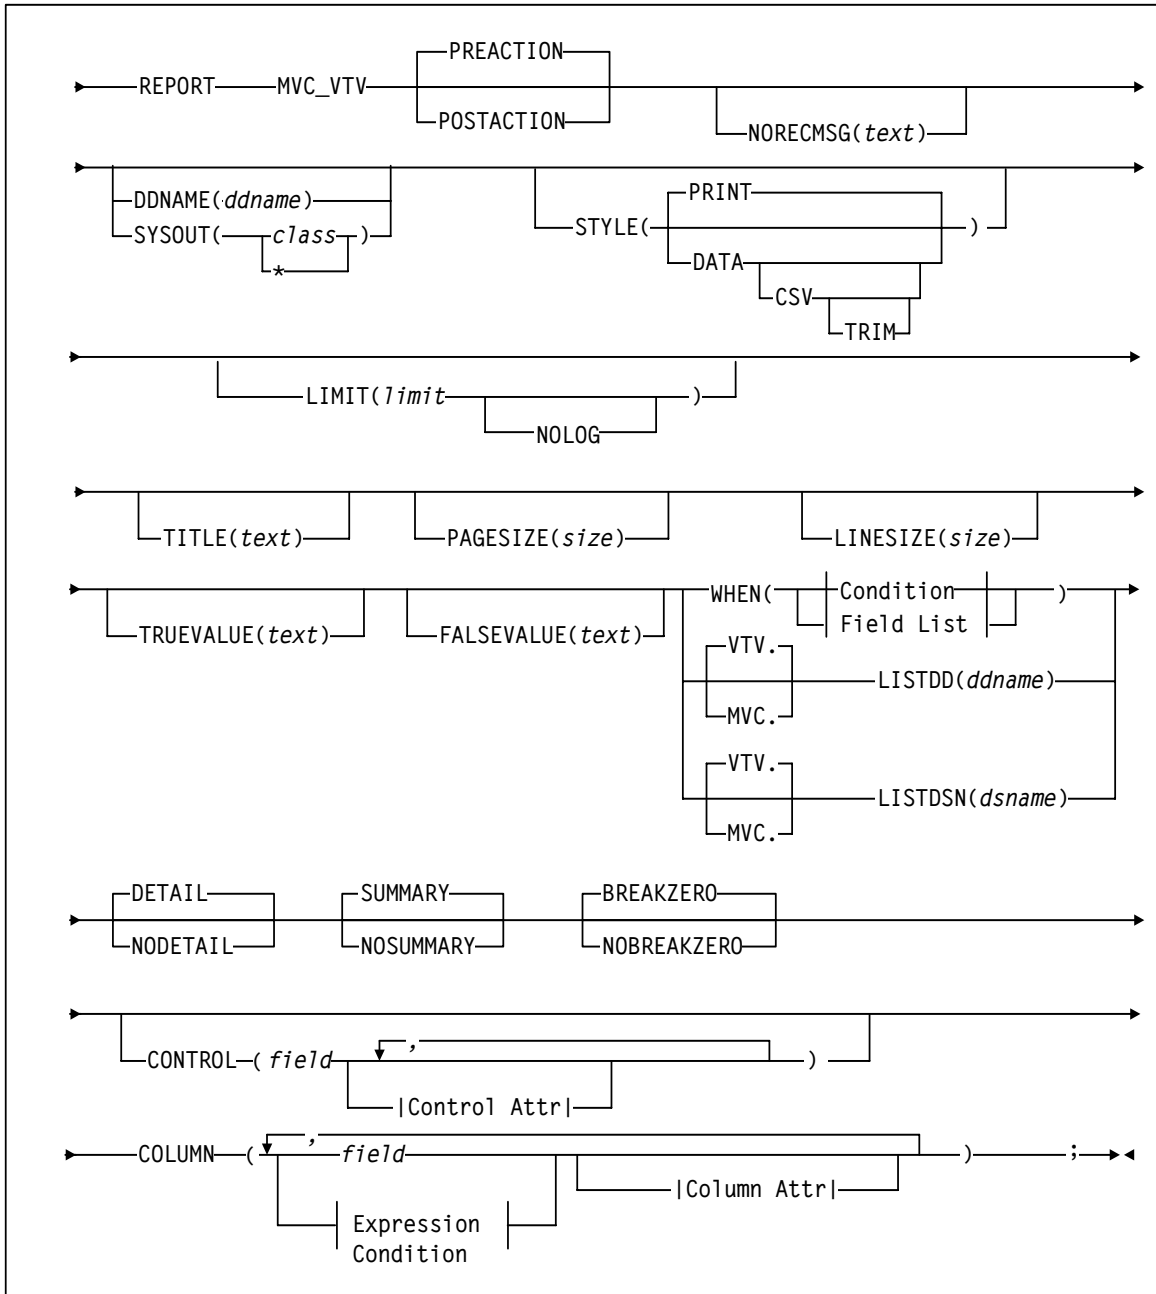 PREACTION
REPORT MVC_VTV
POSTACTION
NORECMSG(text)
DDNAME(ddname)
SYSOUT( class )
*
STYLE( PRINT )
DATA
CSV
TRIM
LIMIT(limit )
NOLOG
TITLE(text) PAGESIZE(size) LINESIZE(size)
TRUEVALUE(text) FALSEVALUE(text)
WHEN( Condition )
Field List
VTV.
LISTDD(ddname)
MVC.
VTV.
LISTDSN(dsname)
MVC.
DETAIL SUMMARY BREAKZERO
NODETAIL NOSUMMARY NOBREAKZERO
,
CONTROL (field )
|Control Attr|
,
COLUMN ( field ) ;
|Column Attr|
Expression
Condition